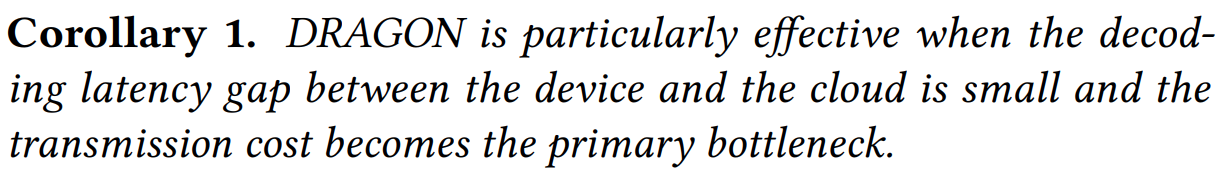 Corollary 1. DRAGON is particularly effective when the decod-
ing latency gap between the device and the cloud is small and the
transmission cost becomes the primary bottleneck.